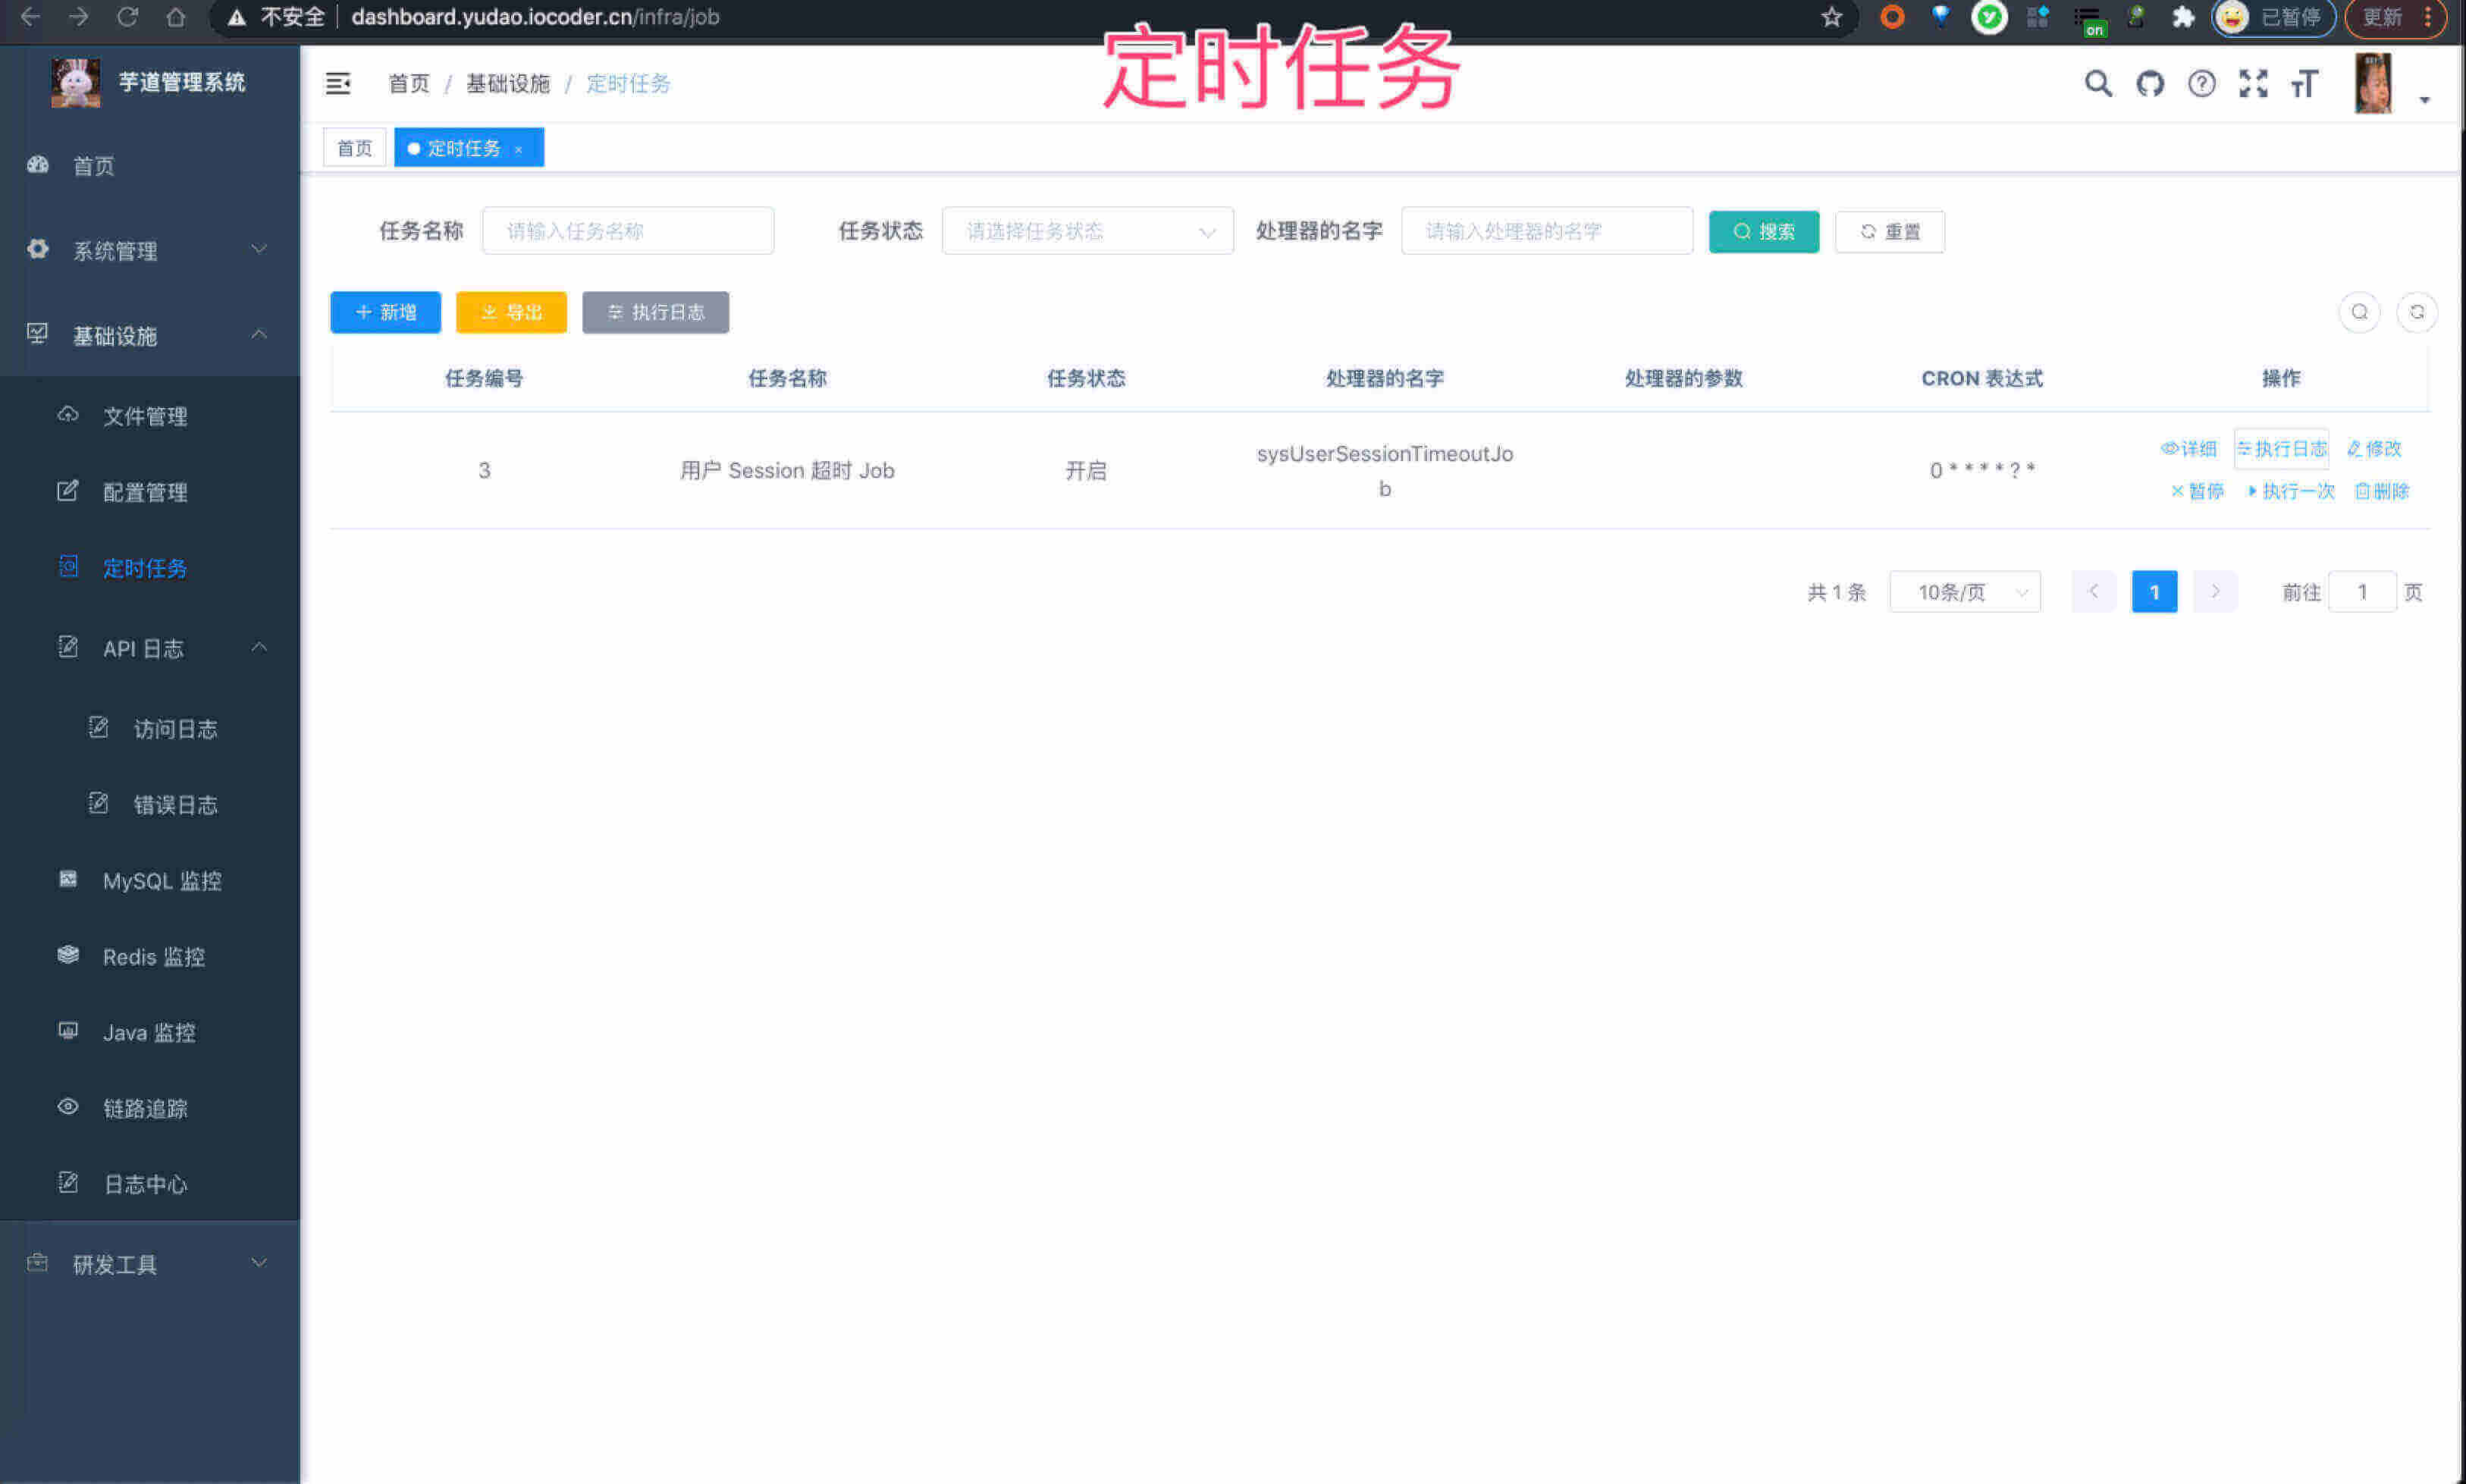 不安全 dashboard.yudao.iocoder.cn/infra/job
on
已暂停
更新
定时任务
芋道管理系统
首页 / 基础设施 / 定时任务
首页
定时任务 ×
首页
系统管理
基础设施
文件管理
配置管理
定时任务
API 日志
访问日志
错误日志
MySQL 监控
Redis 监控
Java 监控
链路追踪
日志中心
研发工具
任务名称 请输入任务名称 任务状态 请选择任务状态 处理器的名字 请输入处理器的名字 搜索 重置
新增 导出 执行日志
任务编号 任务名称 任务状态 处理器的名字 处理器的参数 CRON 表达式 操作
3 用户 Session 超时 Job 开启 sysUserSessionTimeoutJo
b
0 * * * * ? *
详细 执行日志 修改
暂停 执行一次 删除
共 1 条 10条/页 1 前往 1 页